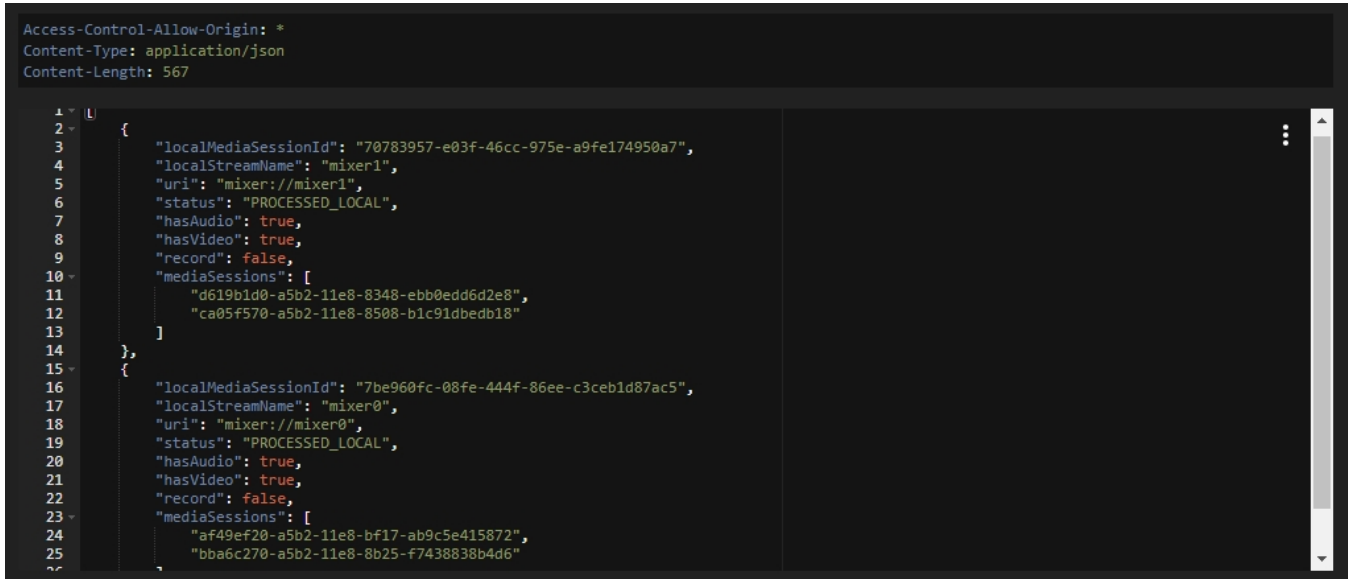 Access-Control-Allow-Origin: *
Content-Type: application/json
Content-Length: 567
1 [
2 {
3 "localMediaSessionId": "70783957-e03f-46cc-975e-a9fe174950a7",
4 "localStreamName": "mixer1",
5 "uri": "mixer://mixer1",
6 "status": "PROCESSED_LOCAL",
7 "hasAudio": true,
8 "hasVideo": true,
9 "record": false,
10 "mediaSessions": [
11 "d619b1d0-a5b2-11e8-8348-ebb0edd6d2e8",
12 "ca05f570-a5b2-11e8-8508-b1c91dbedb18"
13 ]
14 },
15 {
16 "localMediaSessionId": "7be960fc-08fe-444f-86ee-c3ceb1d87ac5",
17 "localStreamName": "mixer0",
18 "uri": "mixer://mixer0",
19 "status": "PROCESSED_LOCAL",
20 "hasAudio": true,
21 "hasVideo": true,
22 "record": false,
23 "mediaSessions": [
24 "af49ef20-a5b2-11e8-bf17-ab9c5e415872",
25 "bba6c270-a5b2-11e8-8b25-f7438838b4d6"
26 ]